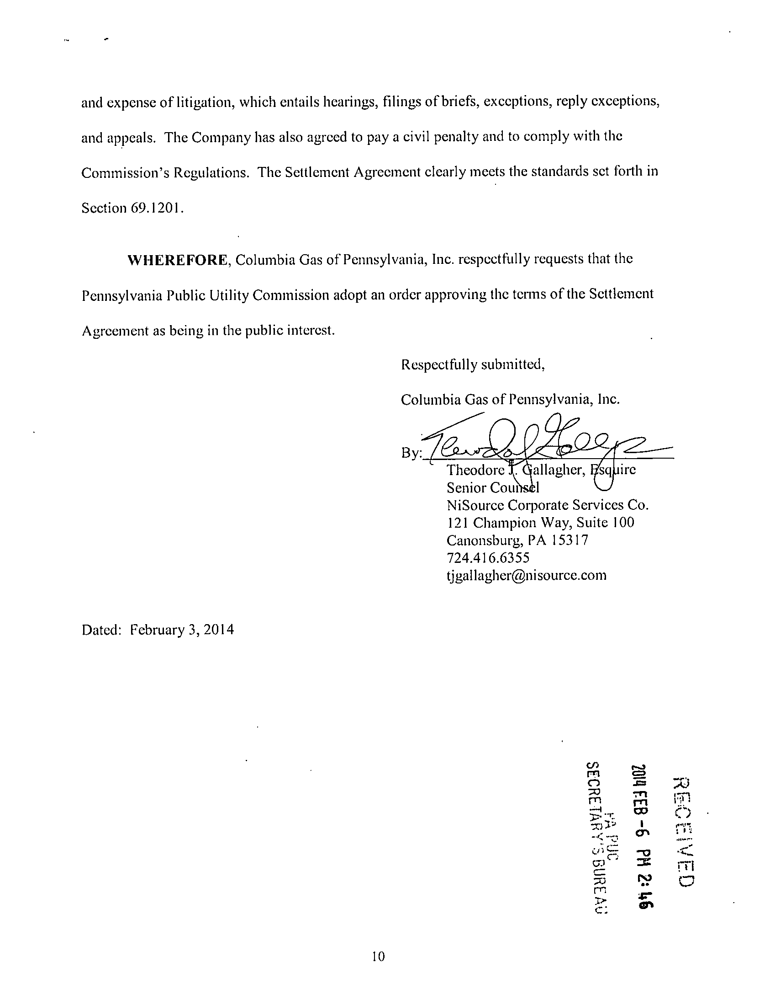 and expense of litigation, which entails hearings, filings of briefs, exceptions, reply exceptions,
and appeals.  The Company has also agreed to pay a civil penalty and to comply with the
Commission's Regulations.  The Settlement Agreement clearly meets the standards set forth in
Section 69.1201.
WHEREFORE, Columbia Gas of Pennsylvania, Inc. respectfully requests that the
Pennsylvania Public Utility Commission adopt an order approving the terms of the Settlement
Agreement as being in the public interest.
Respectfully submitted,
Columbia Gas of Pennsylvania, Inc.
By:
Theodore J. Gallagher, Esquire
Senior Counsel
NiSource Corporate Services Co.
121 Champion Way, Suite 100
Canonsburg, PA 15317
724.416.6355
tjgallagher@nisource.com
Dated:  February 3, 2014
RECEIVED
2014 FEB -6 PM 2:46
PA PUC
SECRETARY'S BUREAU
10